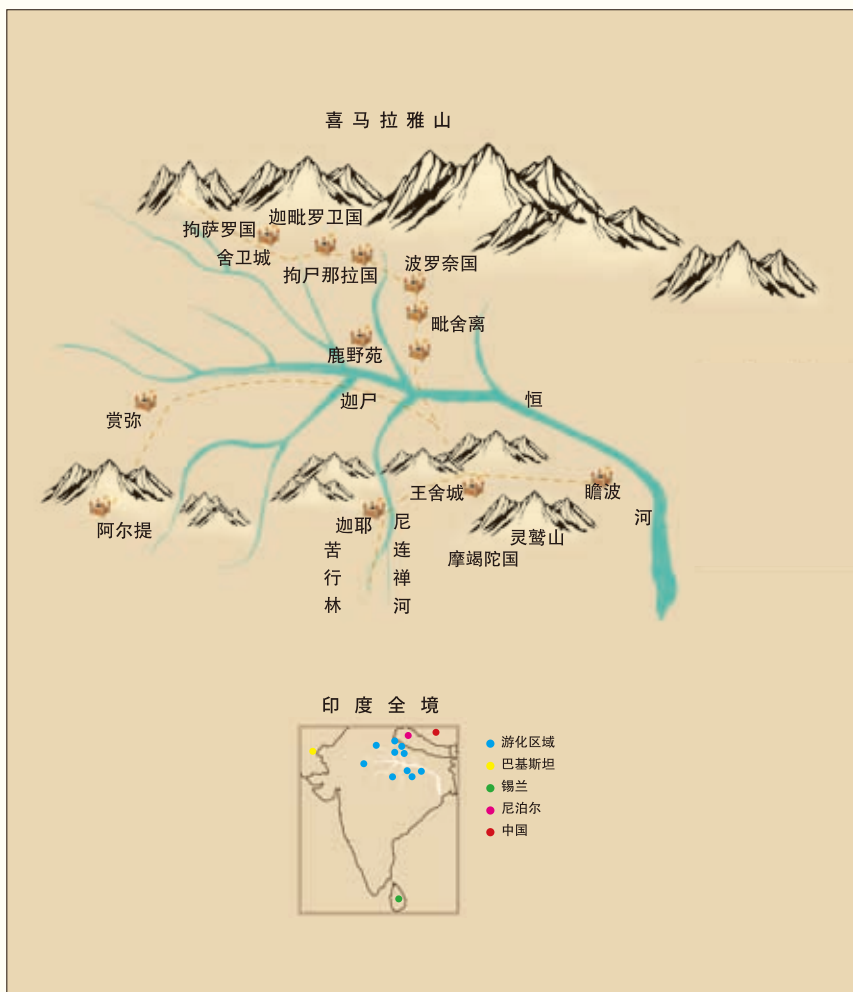 喜马拉雅山
迦毗罗卫国
拘萨罗国
舍卫城
拘尸那拉国
波罗奈国
毗舍离
鹿野苑
迦尸
恒
赏弥
王舍城
瞻波
河
阿尔提
迦耶
尼连禅河
灵鹫山
苦行林
摩竭陀国
印度全境
游化区域
巴基斯坦
锡兰
尼泊尔
中国